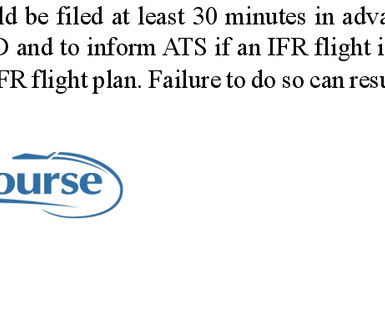 ld be filed at least 30 minutes in adva
D and to inform ATS if an IFR flight i
FR flight plan. Failure to do so can resu
ourse